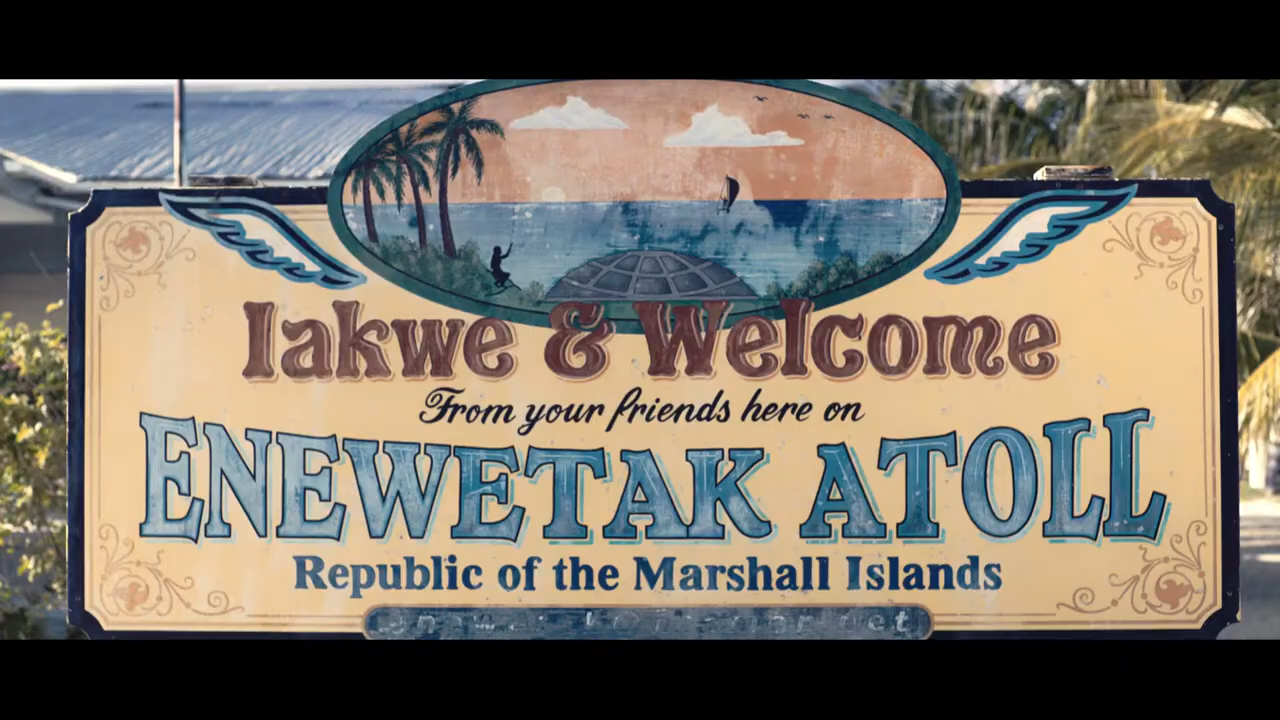 Iakwe & Welcome
From your friends here on
ENEWETAK ATOLL
Republic of the Marshall Islands